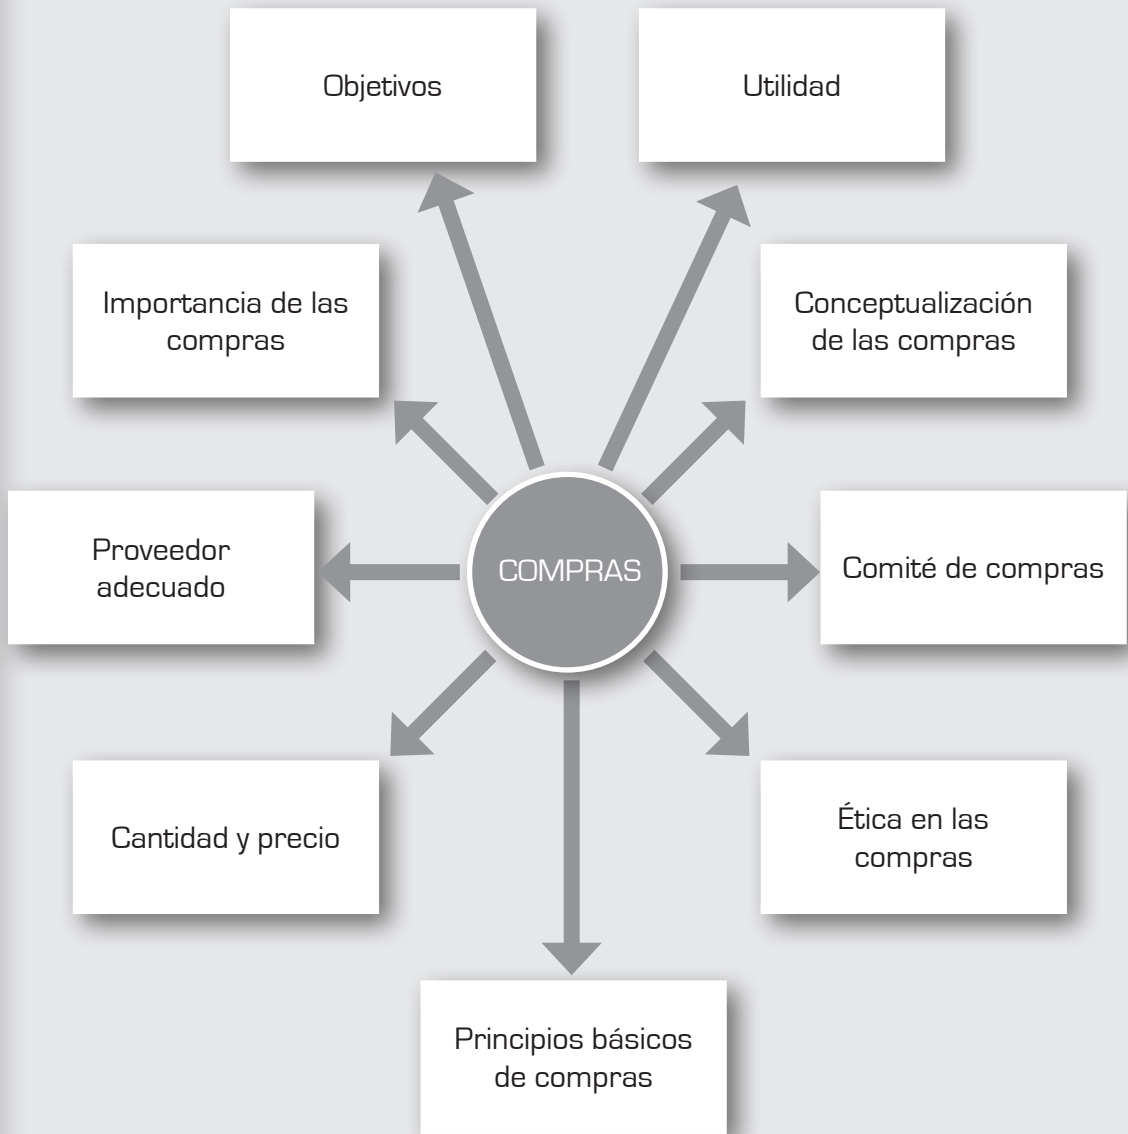 Objetivos
Utilidad
Importancia de las
compras
Conceptualización
de las compras
Proveedor
adecuado
COMPRAS
Comité de compras
Cantidad y precio
Ética en las
compras
Principios básicos
de compras